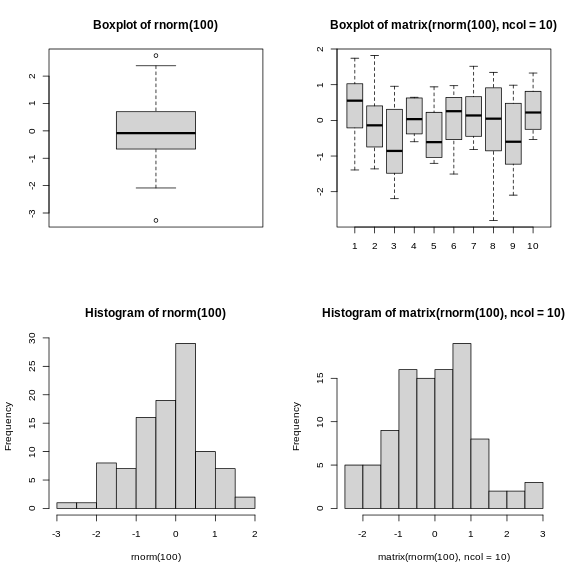 Boxplot of rnorm(100)
2
1
0
-1
-2
-3
Boxplot of matrix(rnorm(100), ncol = 10)
2
1
0
-1
-2
1 2 3 4 5 6 7 8 9 10
Histogram of rnorm(100)
Frequency
30
25
20
15
10
5
0
-3 -2 -1 0 1 2
rnorm(100)
Histogram of matrix(rnorm(100), ncol = 10)
Frequency
15
10
5
0
-2 -1 0 1 2 3
matrix(rnorm(100), ncol = 10)